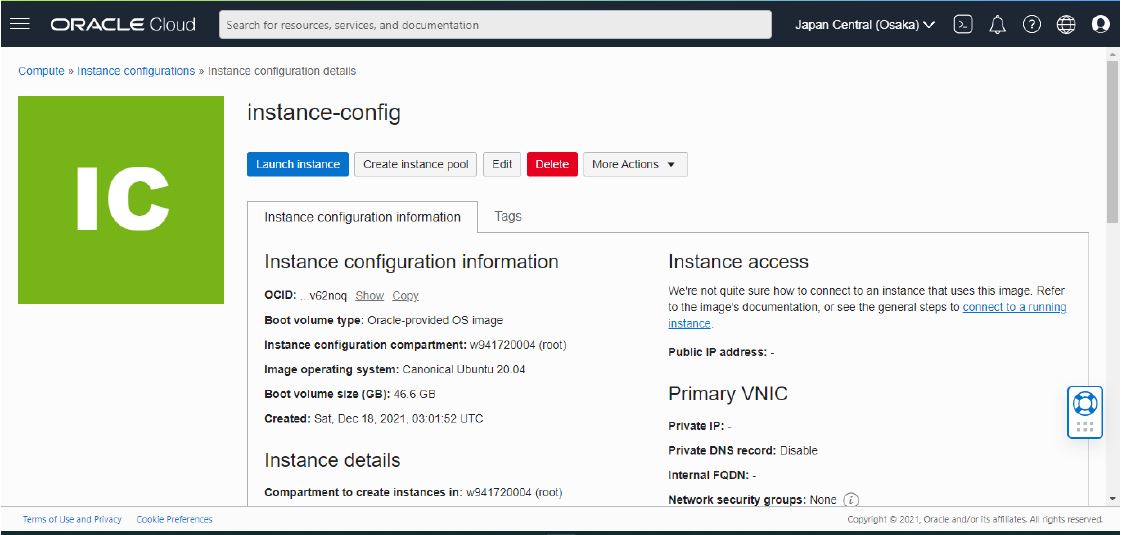 ORACLE Cloud
Search for resources, services, and documentation
Japan Central (Osaka)
Compute » Instance configurations » Instance configuration details
IC
instance-config
Launch instance
Create instance pool
Edit
Delete
More Actions
Instance configuration information
Tags
Instance configuration information
OCID: ...v62noq Show Copy
Boot volume type: Oracle-provided OS image
Instance configuration compartment: w941720004 (root)
Image operating system: Canonical Ubuntu 20.04
Boot volume size (GB): 46.6 GB
Created: Sat, Dec 18, 2021, 03:01:52 UTC
Instance details
Compartment to create instances in: w941720004 (root)
Instance access
We're not quite sure how to connect to an instance that uses this image. Refer
to the image's documentation, or see the general steps to connect to a running
instance.
Public IP address: -
Primary VNIC
Private IP: -
Private DNS record: Disable
Internal FQDN: -
Network security groups: None i
Terms of Use and Privacy
Cookie Preferences
Copyright © 2021, Oracle and/or its affiliates. All rights reserved.